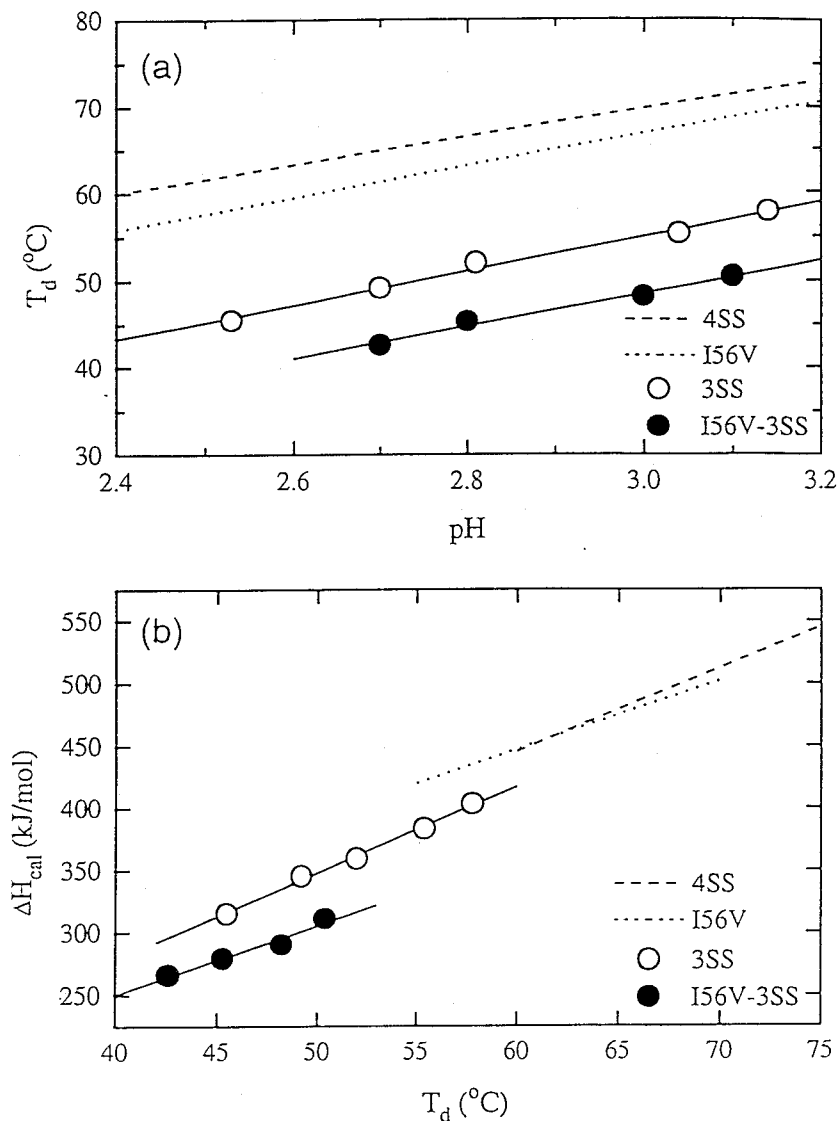 (a)
80
70
60
50
40
30
T_d (°C)
2.4 2.6 2.8 3.0 3.2
pH
4SS
I56V
3SS
I56V-3SS
(b)
550
500
450
400
350
300
250
ΔH_cal (kJ/mol)
40 45 50 55 60 65 70 75
T_d (°C)
4SS
I56V
3SS
I56V-3SS